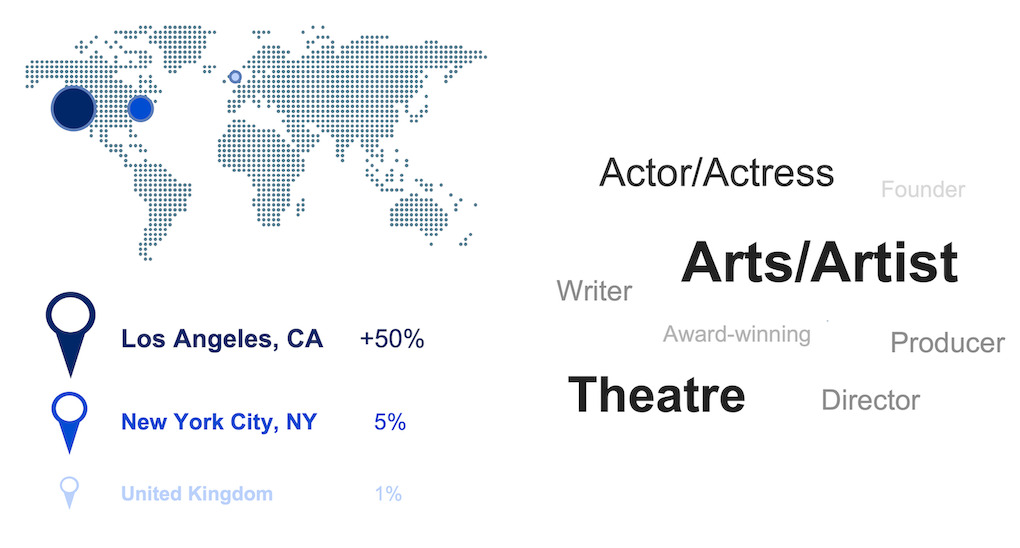 Los Angeles, CA +50%
New York City, NY 5%
United Kingdom 1%
Actor/Actress
Founder
Arts/Artist
Writer
Award-winning
Producer
Theatre
Director